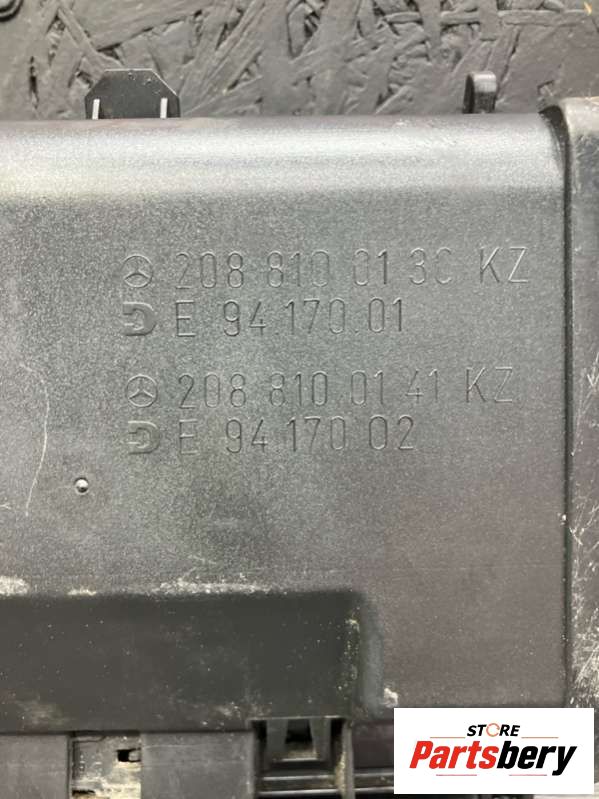 208 810 01 30 KZ
E 94.170.01
208 810 01 41 KZ
E 94 170 02
STORE
Partsbery